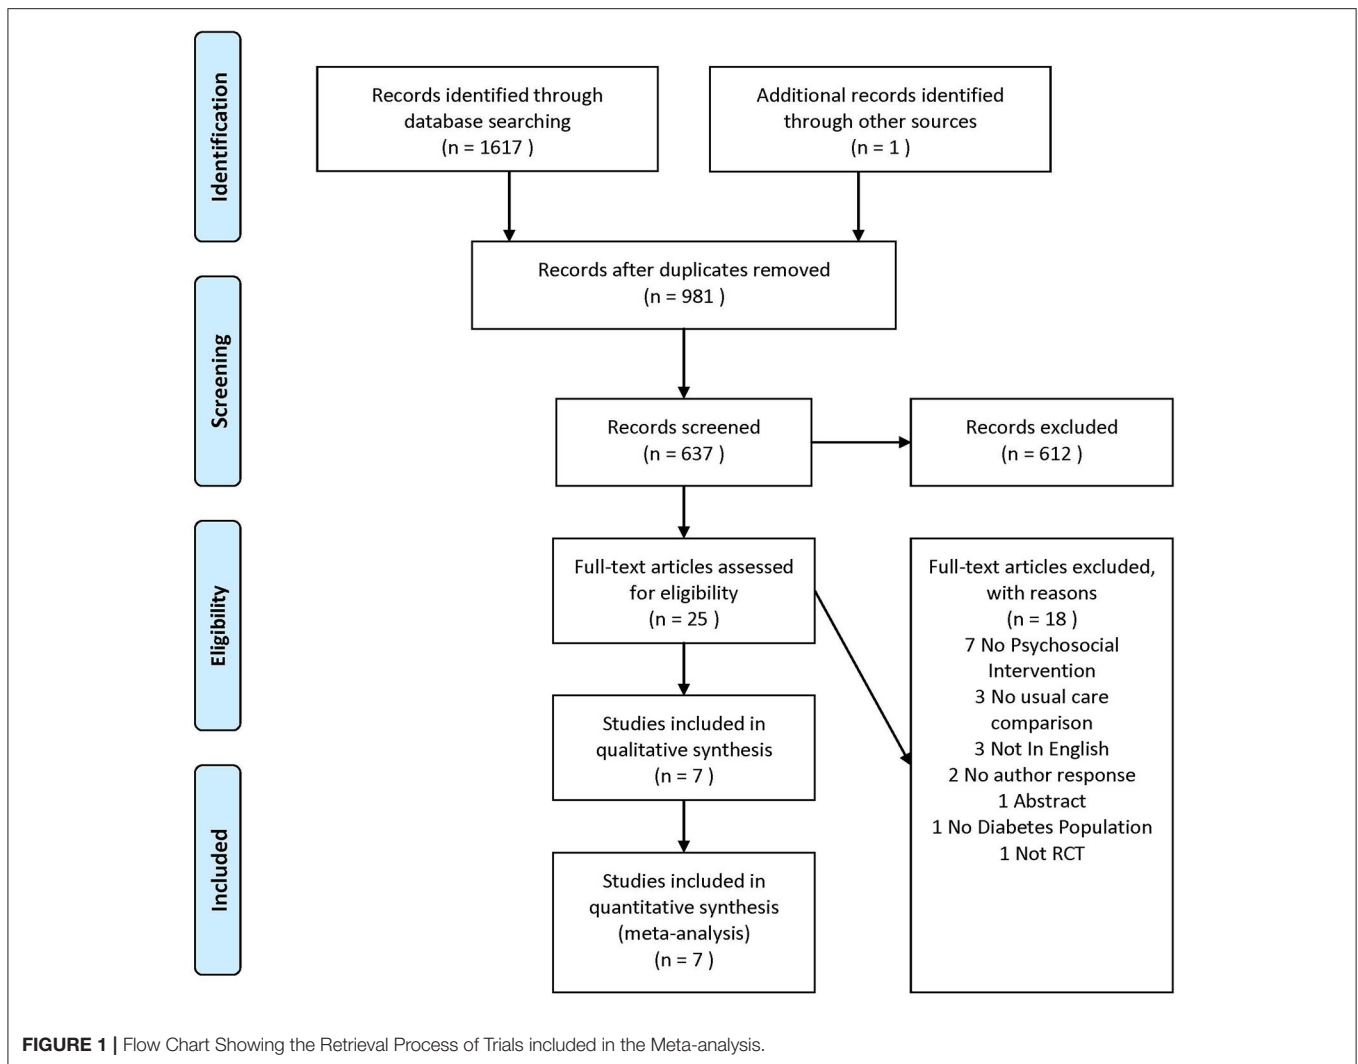 Identification
Records identified through
database searching
(n = 1617 )
Additional records identified
through other sources
(n = 1 )
Records after duplicates removed
(n = 981 )
Screening
Records screened
(n = 637 )
Records excluded
(n = 612 )
Eligibility
Full-text articles assessed
for eligibility
(n = 25 )
Full-text articles excluded,
with reasons
(n = 18 )
7 No Psychosocial
Intervention
3 No usual care
comparison
3 Not In English
2 No author response
1 Abstract
1 No Diabetes Population
1 Not RCT
Studies included in
qualitative synthesis
(n = 7 )
Included
Studies included in
quantitative synthesis
(meta-analysis)
(n = 7 )
FIGURE 1 | Flow Chart Showing the Retrieval Process of Trials included in the Meta-analysis.